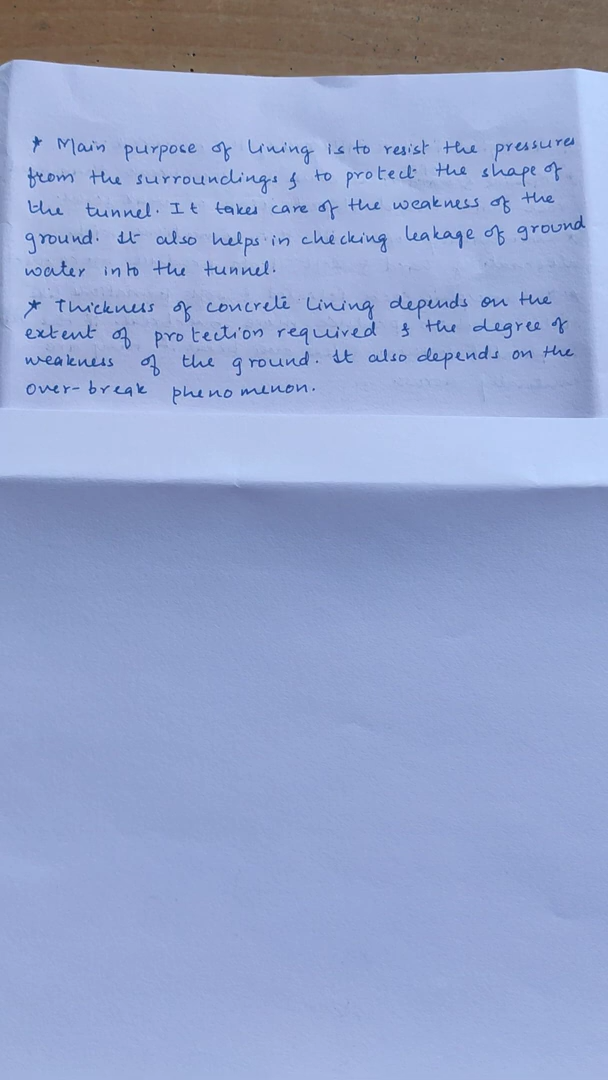 * Main purpose of lining is to resist the pressures
from the surroundings & to protect the shape of
the tunnel. It takes care of the weakness of the
ground. It also helps in checking leakage of ground
water into the tunnel.
* Thickness of concrete lining depends on the
extent of protection required & the degree of
weakness of the ground. It also depends on the
over-break phenomenon.